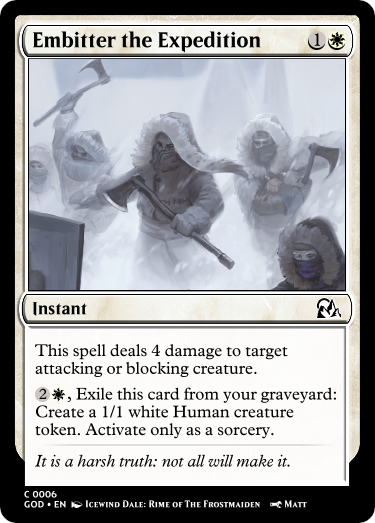 Embitter the Expedition 1
Instant
This spell deals 4 damage to target
attacking or blocking creature.
2, Exile this card from your graveyard:
Create a 1/1 white Human creature
token. Activate only as a sorcery.
It is a harsh truth: not all will make it.
C 0006
GOD • EN Icewind Dale: Rime of The Frostmaiden Matt